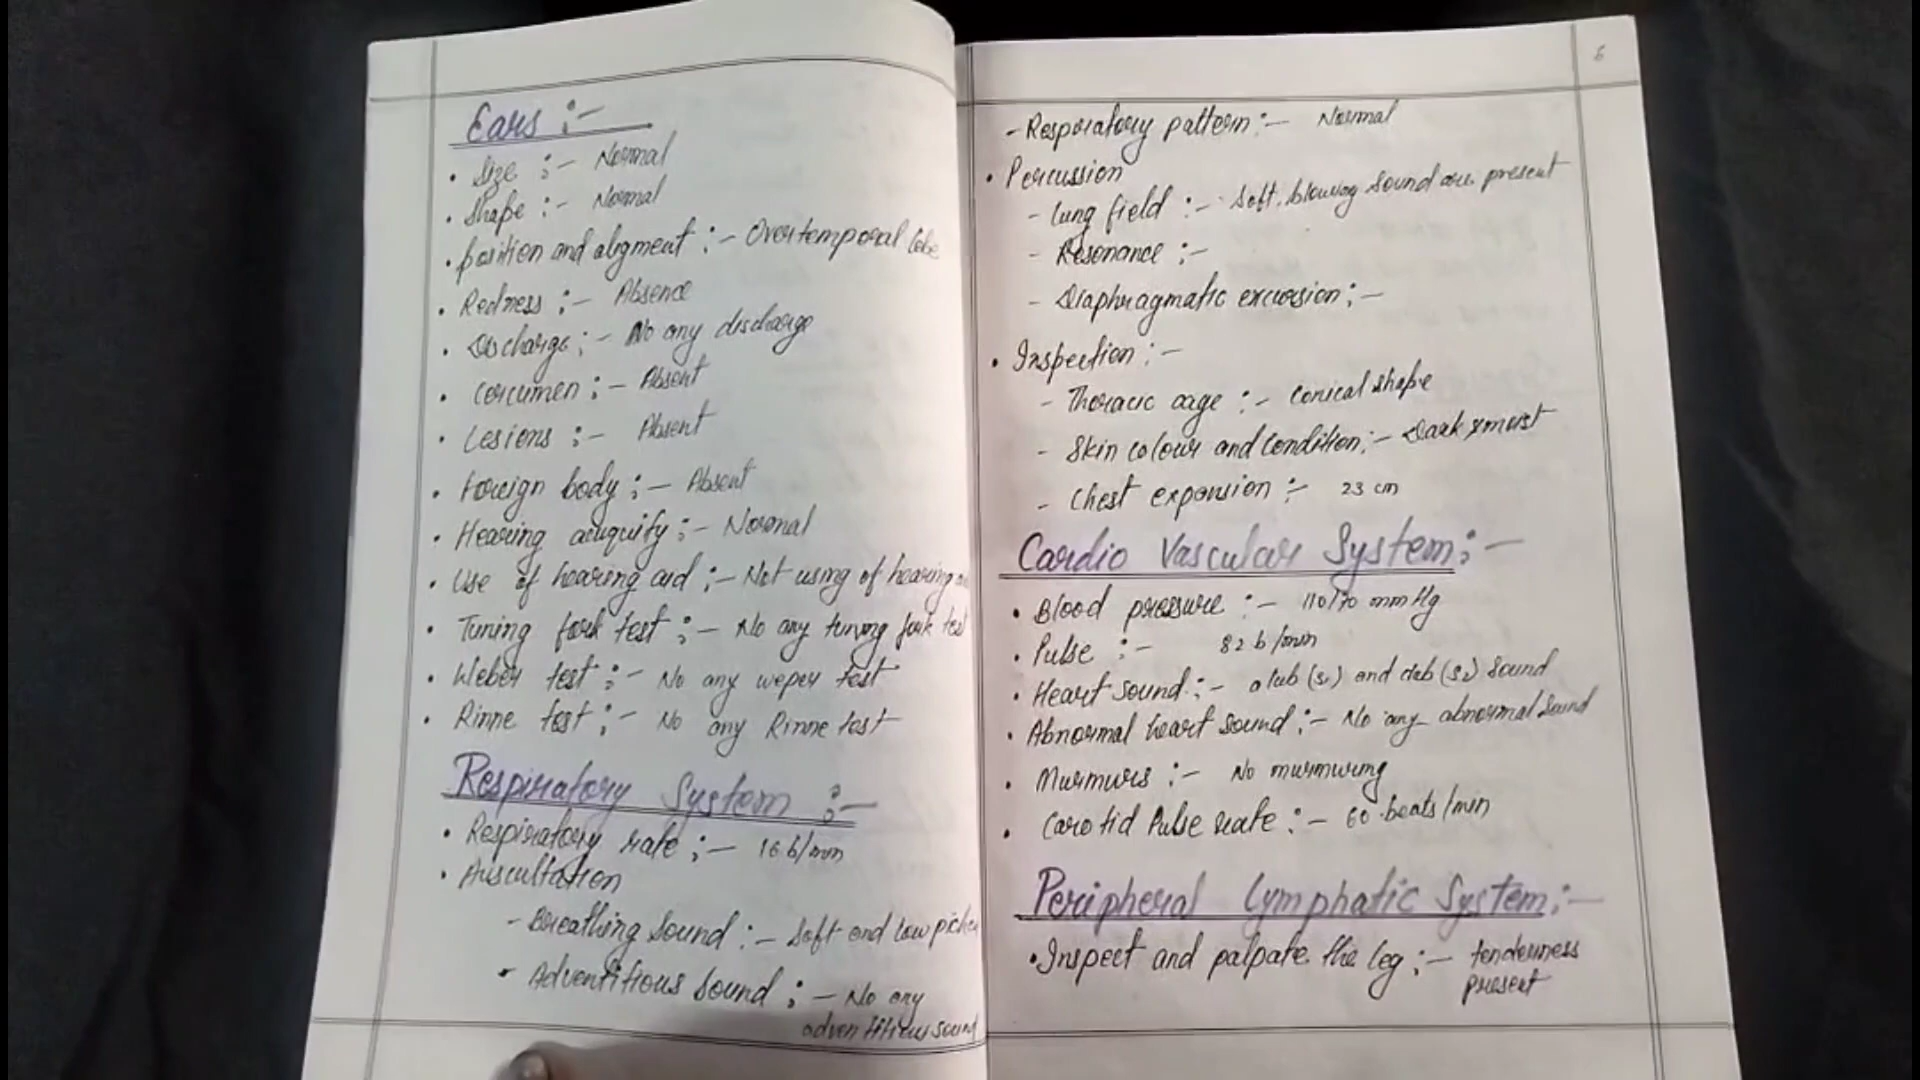 Ears :-
• Size :- Normal
• Shape :- Normal
• position and aligment :- Over temporal lobe
• Redness :- Absence
• Discharge :- No any discharge
• Cerumen :- Absent
• Lesions :- Absent
• Foreign body :- Absent
• Hearing acuquify :- Normal
• Use of hearing aid :- Not using of hearing
• Tuning fork test :- No any tuning fork test
• Weber test :- No any weper test
• Rinne test :- No any Rinne test
Respiratory System :-
• Respiratory rate :- 16 b/min
• Auscultation
- Breathing Sound :- Soft and low piche
- Adventitious Sound :- No any
adventitious sound
6
- Respiratory pattern :- Normal
• Percussion
- Lung field :- Soft, blowing Sound are present
- Resonance :-
- Diaphragmatic excursion :-
• Inspection :-
- Thoracic cage :- Conical shape
- Skin colour and Condition :- Dark & moist
- Chest expansion :- 23 cm
Cardio Vascular System :-
• Blood pressure :- 110/70 mmHg
• Pulse :- 82 b/min
• Heart Sound :- a lub (S1) and dub (S2) Sound
• Abnormal heart Sound :- No any abnormal Sound
• Murmurs :- No murmuring
• Carotid Pulse rate :- 60 beats/min
Peripheral Lymphatic System :-
• Inspect and palpate the leg :- tenderness
present